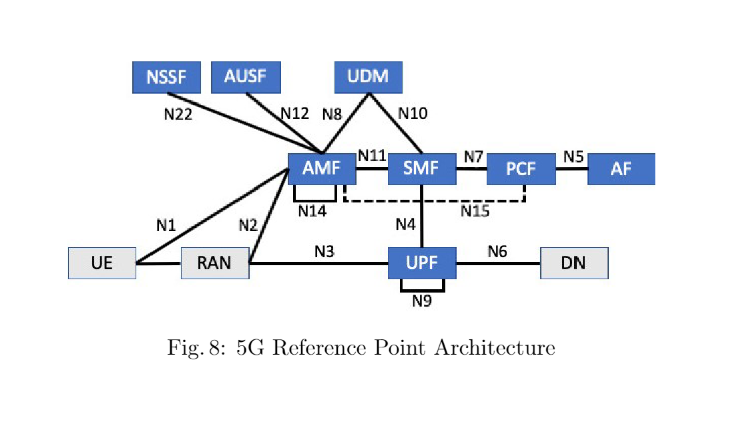 NSSF AUSF UDM
N22 N12 N8 N10
AMF N11 SMF N7 PCF N5 AF
N14 N15
N1 N2 N4
UE RAN N3 UPF N6 DN
N9
Fig. 8: 5G Reference Point Architecture